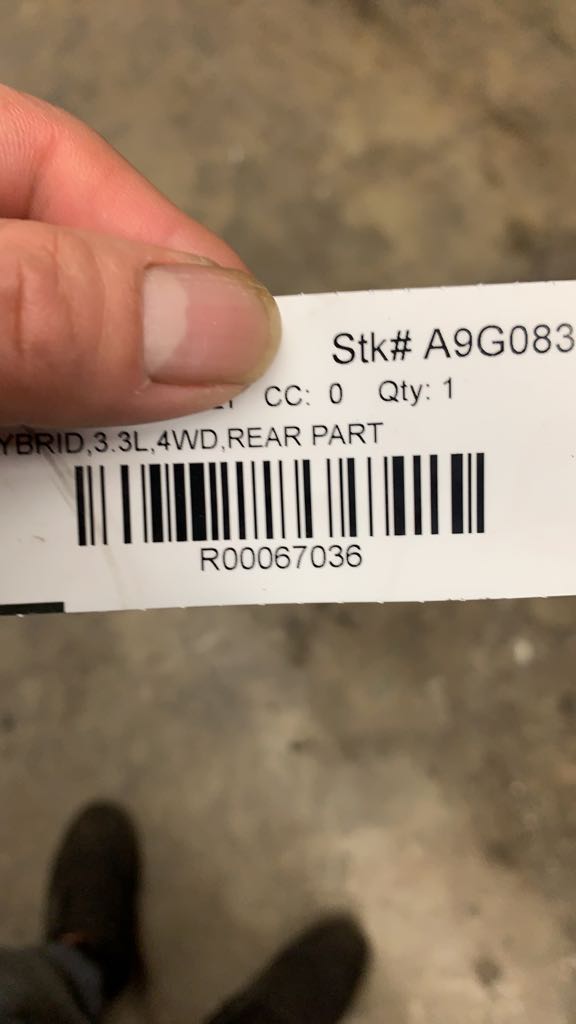 Stk# A9G083
CC: 0 Qty: 1
YBRID,3.3L,4WD,REAR PART
R00067036